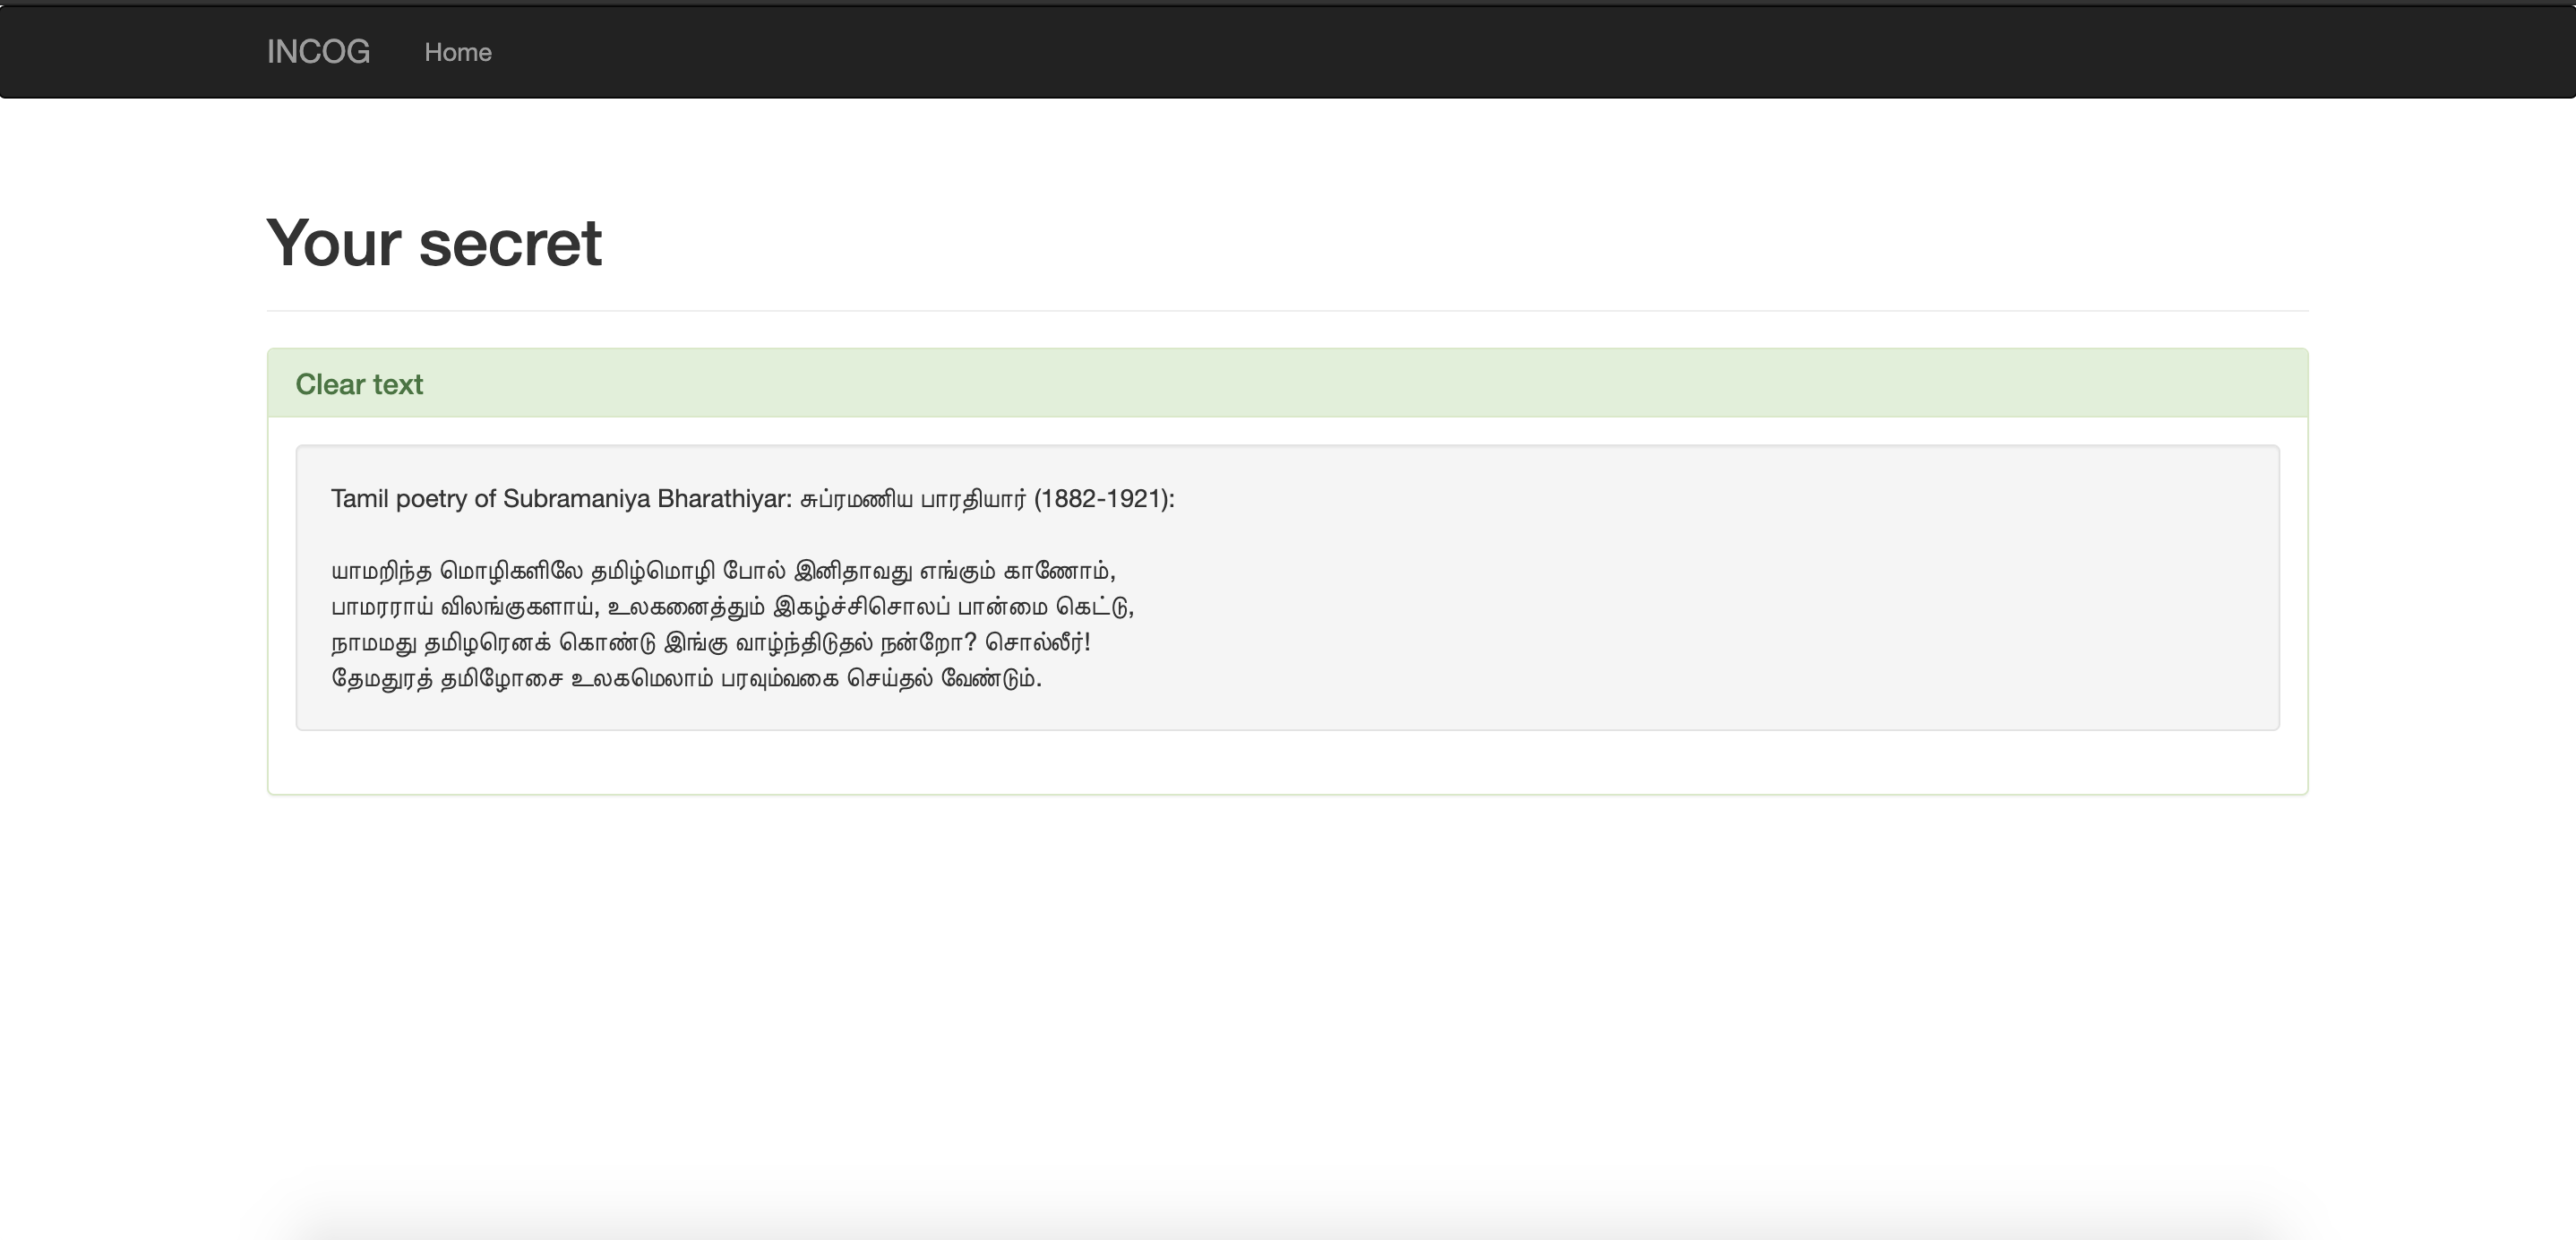 INCOG Home
Your secret
Clear text
Tamil poetry of Subramaniya Bharathiyar: சுப்ரமணிய பாரதியார் (1882-1921):
யாமறிந்த மொழிகளிலே தமிழ்மொழி போல் இனிதாவது எங்கும் காணோம்,
பாமரராய் விலங்குகளாய், உலகனைத்தும் இகழ்ச்சிசொலப் பான்மை கெட்டு,
நாமமது தமிழரெனக் கொண்டு இங்கு வாழ்ந்திடுதல் நன்றோ? சொல்லீர்!
தேமதுரத் தமிழோசை உலகமெலாம் பரவும்வகை செய்தல் வேண்டும்.